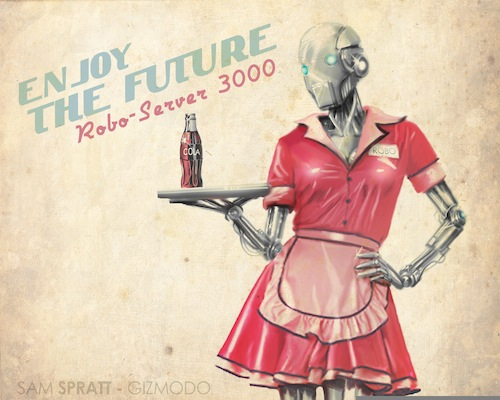 ENJOY
THE FUTURE
Robo-Server 3000
COLA
ROBO
SAM SPRATT - GIZMODO